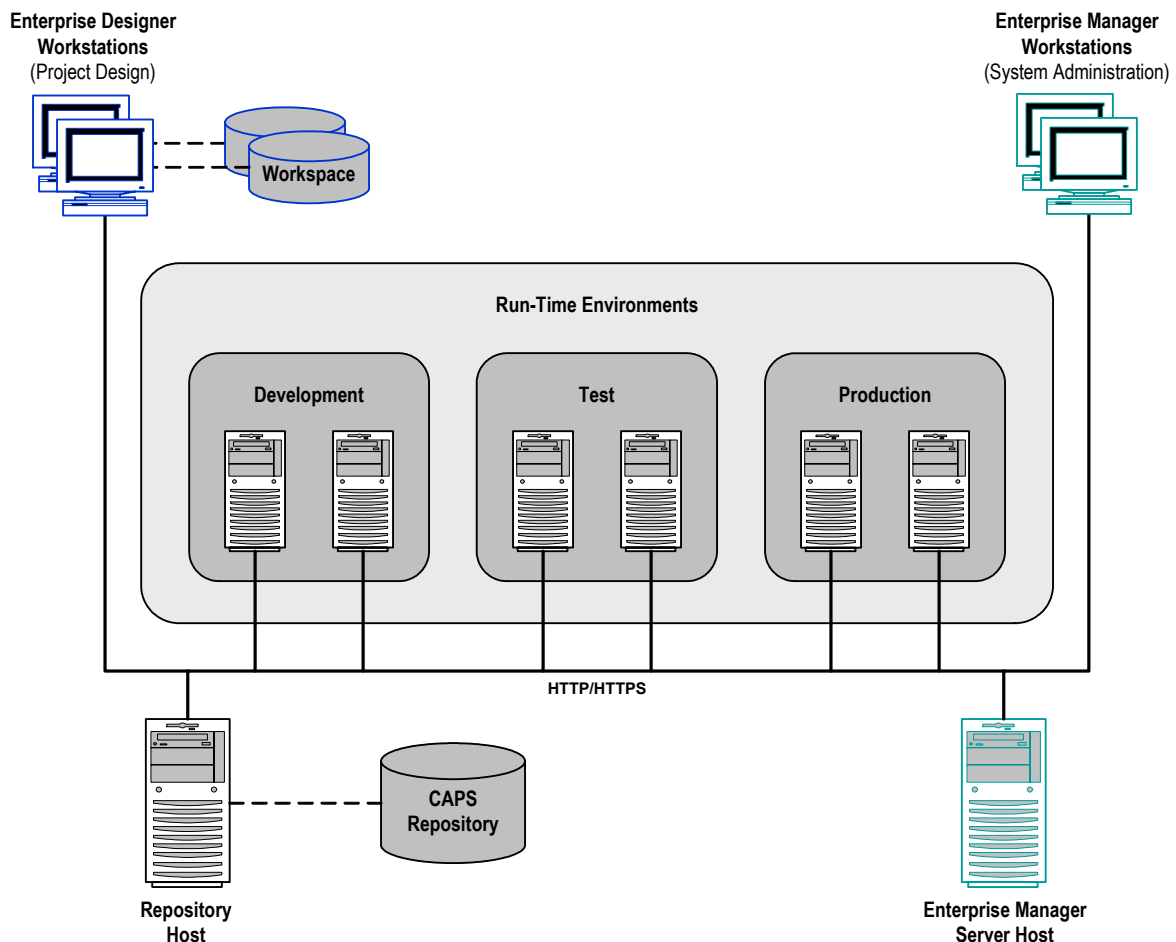 Enterprise Designer
Workstations
(Project Design)
Enterprise Manager
Workstations
(System Administration)
Workspace
Run-Time Environments
Development
Test
Production
HTTP/HTTPS
CAPS
Repository
Repository
Host
Enterprise Manager
Server Host